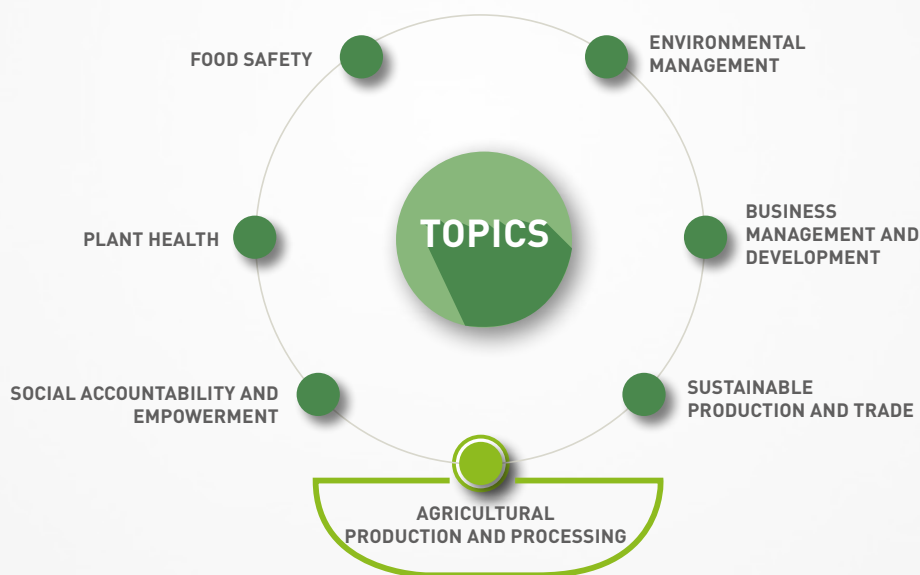 FOOD SAFETY
ENVIRONMENTAL
MANAGEMENT
PLANT HEALTH
TOPICS
BUSINESS
MANAGEMENT AND
DEVELOPMENT
SOCIAL ACCOUNTABILITY AND
EMPOWERMENT
SUSTAINABLE
PRODUCTION AND TRADE
AGRICULTURAL
PRODUCTION AND PROCESSING